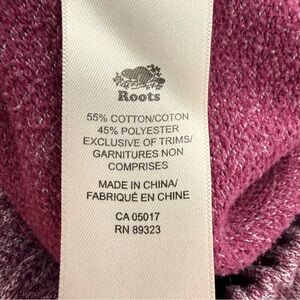 Roots
55% COTTON/COTON
45% POLYESTER
EXCLUSIVE OF TRIMS/
GARNITURES NON
COMPRISES
MADE IN CHINA/
FABRIQUÉ EN CHINE
CA 05017
RN 89323